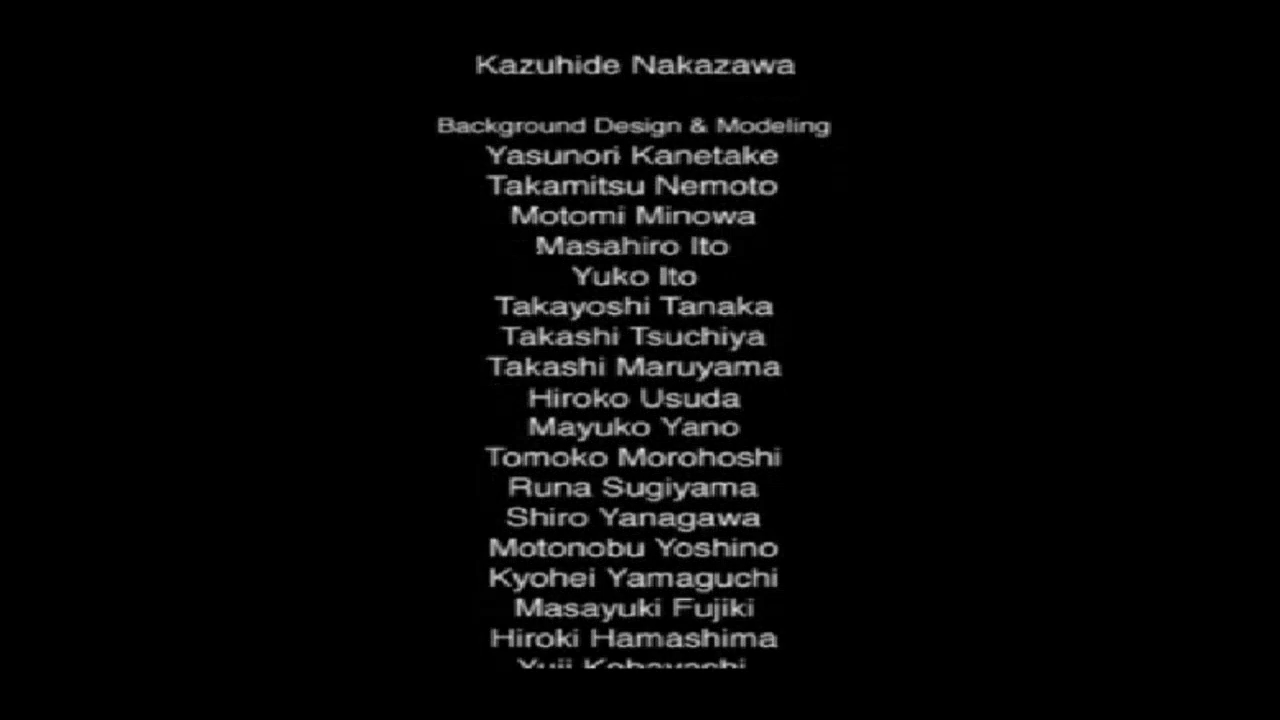 Kazuhide Nakazawa
Background Design & Modeling
Yasunori Kanetake
Takamitsu Nemoto
Motomi Minowa
Masahiro Ito
Yuko Ito
Takayoshi Tanaka
Takashi Tsuchiya
Takashi Maruyama
Hiroko Usuda
Mayuko Yano
Tomoko Morohoshi
Runa Sugiyama
Shiro Yanagawa
Motonobu Yoshino
Kyohei Yamaguchi
Masayuki Fujiki
Hiroki Hamashima
Yuji Kobayashi